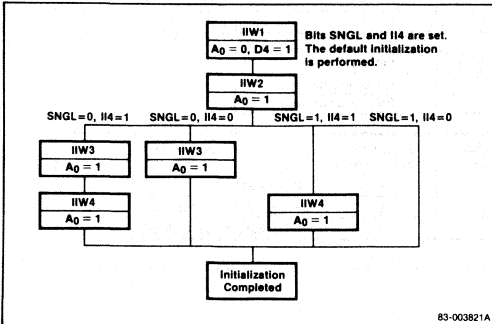 IIW1
A0 = 0, D4 = 1
Bits SNGL and II4 are set.
The default initialization
is performed.
IIW2
A0 = 1
SNGL=0, II4=1 SNGL=0, II4=0 SNGL=1, II4=1 SNGL=1, II4=0
IIW3
A0 = 1
IIW3
A0 = 1
IIW4
A0 = 1
IIW4
A0 = 1
Initialization
Completed
83-003821A